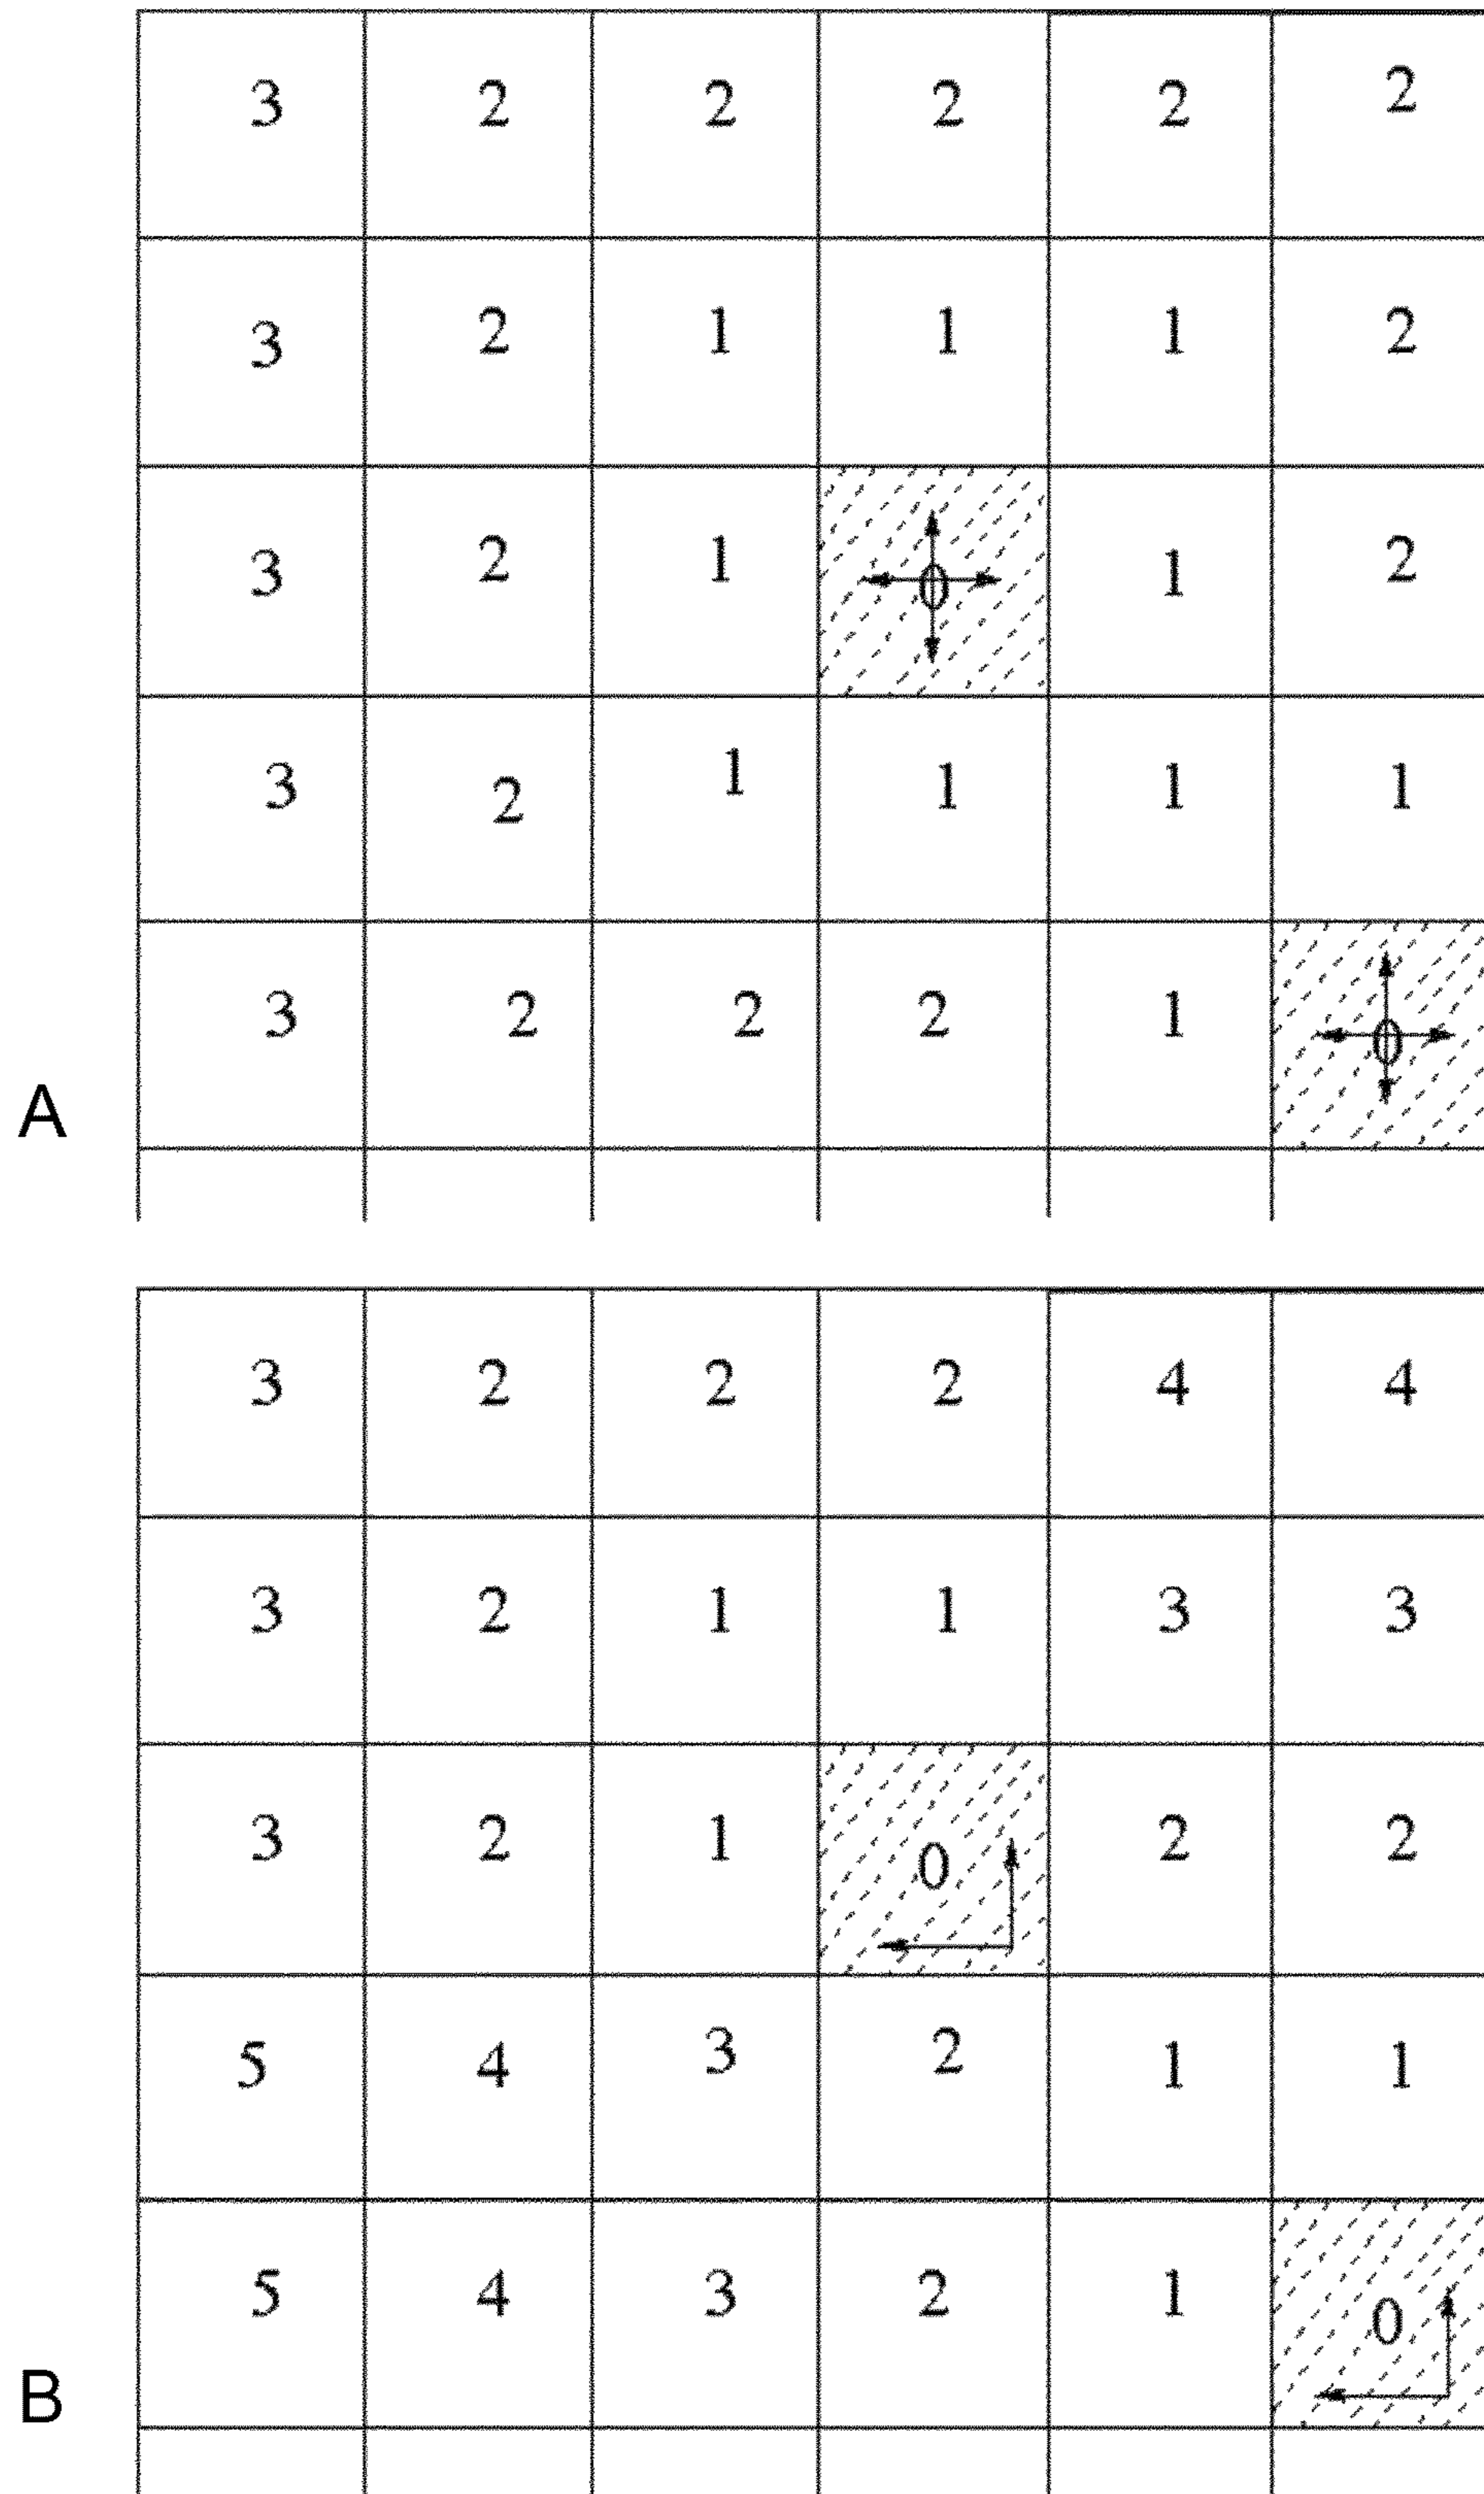 3 2 2 2 2 2
3 2 1 1 1 2
3 2 1 0 1 2
3 2 1 1 1 1
3 2 2 2 1 0
A
3 2 2 2 4 4
3 2 1 1 3 3
3 2 1 0 2 2
5 4 3 2 1 1
5 4 3 2 1 0
B